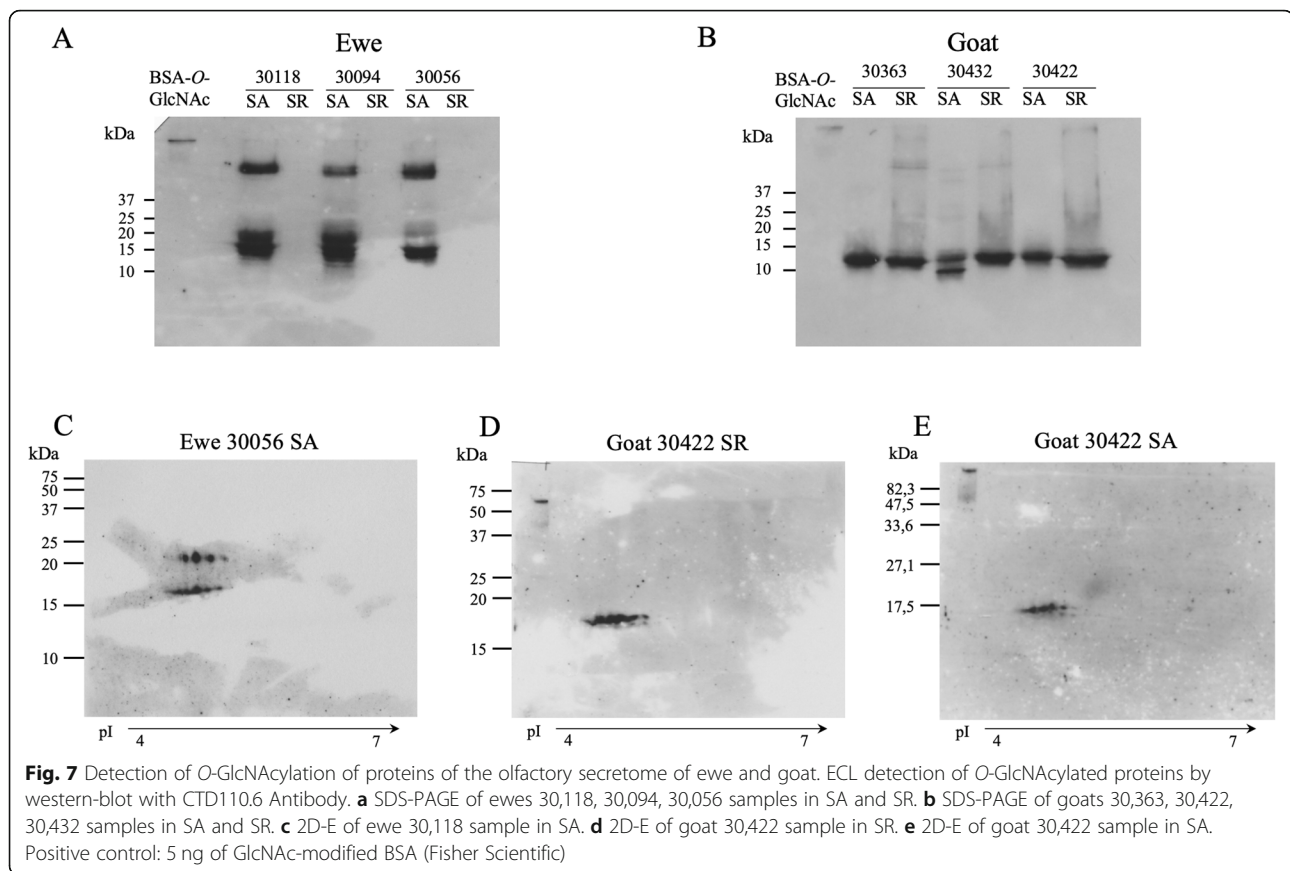 A
Ewe
BSA-O-
GlcNAc
30118 30094 30056
SA SR SA SR SA SR
kDa
37
25
20
15
10
B
Goat
BSA-O-
GlcNAc
30363 30432 30422
SA SR SA SR SA SR
kDa
37
25
20
15
10
C
Ewe 30056 SA
kDa
75
50
37
25
20
15
10
pI
4 7
D
Goat 30422 SR
kDa
75
50
37
25
20
15
pI
4 7
E
Goat 30422 SA
kDa
82,3
47,5
33,6
27,1
17,5
pI
4 7
Fig. 7 Detection of O-GlcNAcylation of proteins of the olfactory secretome of ewe and goat. ECL detection of O-GlcNAcylated proteins by
western-blot with CTD110.6 Antibody. a SDS-PAGE of ewes 30,118, 30,094, 30,056 samples in SA and SR. b SDS-PAGE of goats 30,363, 30,422,
30,432 samples in SA and SR. c 2D-E of ewe 30,118 sample in SA. d 2D-E of goat 30,422 sample in SR. e 2D-E of goat 30,422 sample in SA.
Positive control: 5 ng of GlcNAc-modified BSA (Fisher Scientific)